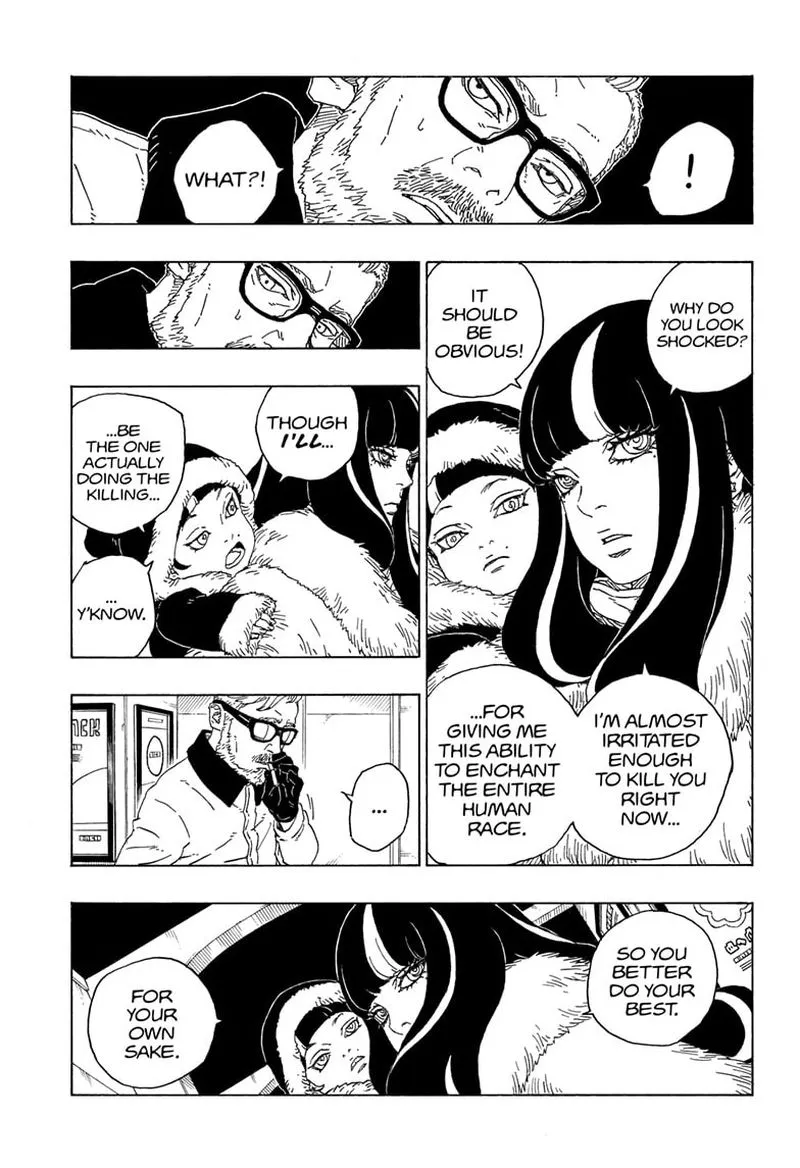 !
WHAT?!
WHY DO
YOU LOOK
SHOCKED?
IT
SHOULD
BE
OBVIOUS!
I'M ALMOST
IRRITATED
ENOUGH
TO KILL YOU
RIGHT
NOW...
...FOR
GIVING ME
THIS ABILITY
TO ENCHANT
THE ENTIRE
HUMAN
RACE.
THOUGH
I'LL...
...BE
THE ONE
ACTUALLY
DOING THE
KILLING...
...
Y'KNOW.
...
SO YOU
BETTER
DO YOUR
BEST.
FOR
YOUR
OWN
SAKE.